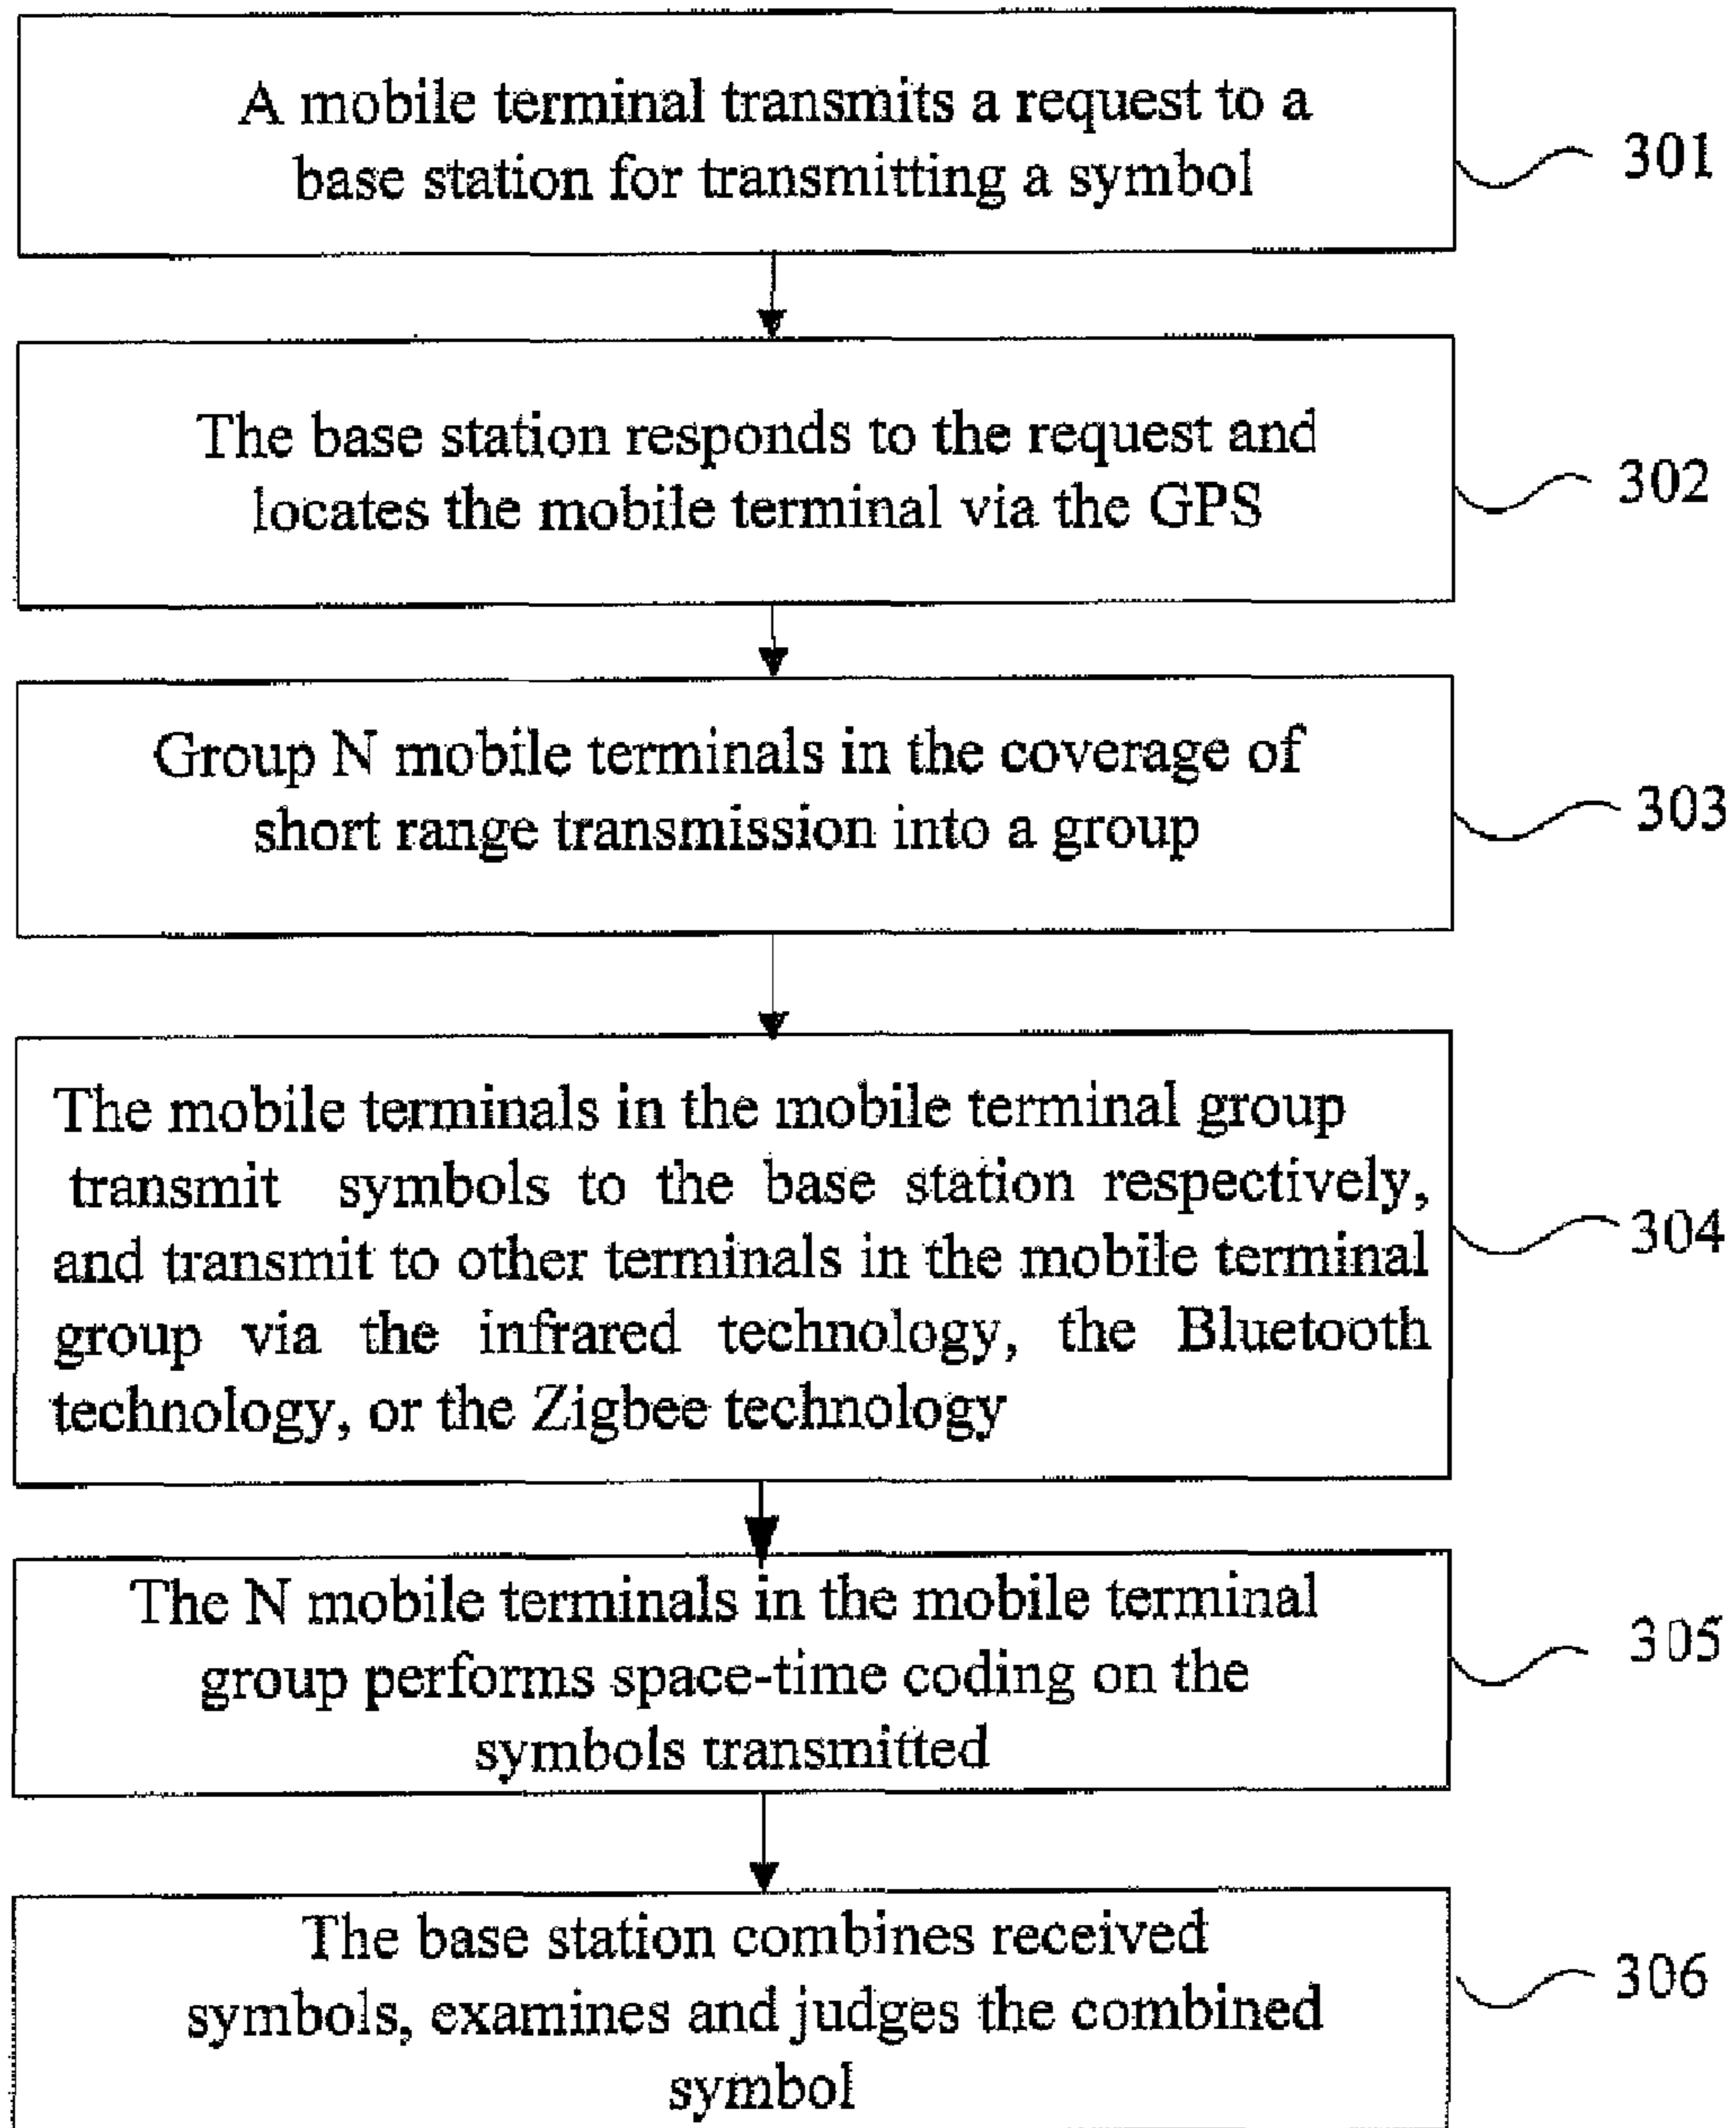 A mobile terminal transmits a request to a
base station for transmitting a symbol
301
The base station responds to the request and
locates the mobile terminal via the GPS
302
Group N mobile terminals in the coverage of
short range transmission into a group
303
The mobile terminals in the mobile terminal group
transmit symbols to the base station respectively,
and transmit to other terminals in the mobile terminal
group via the infrared technology, the Bluetooth
technology, or the Zigbee technology
304
The N mobile terminals in the mobile terminal
group performs space-time coding on the
symbols transmitted
305
The base station combines received
symbols, examines and judges the combined
symbol
306